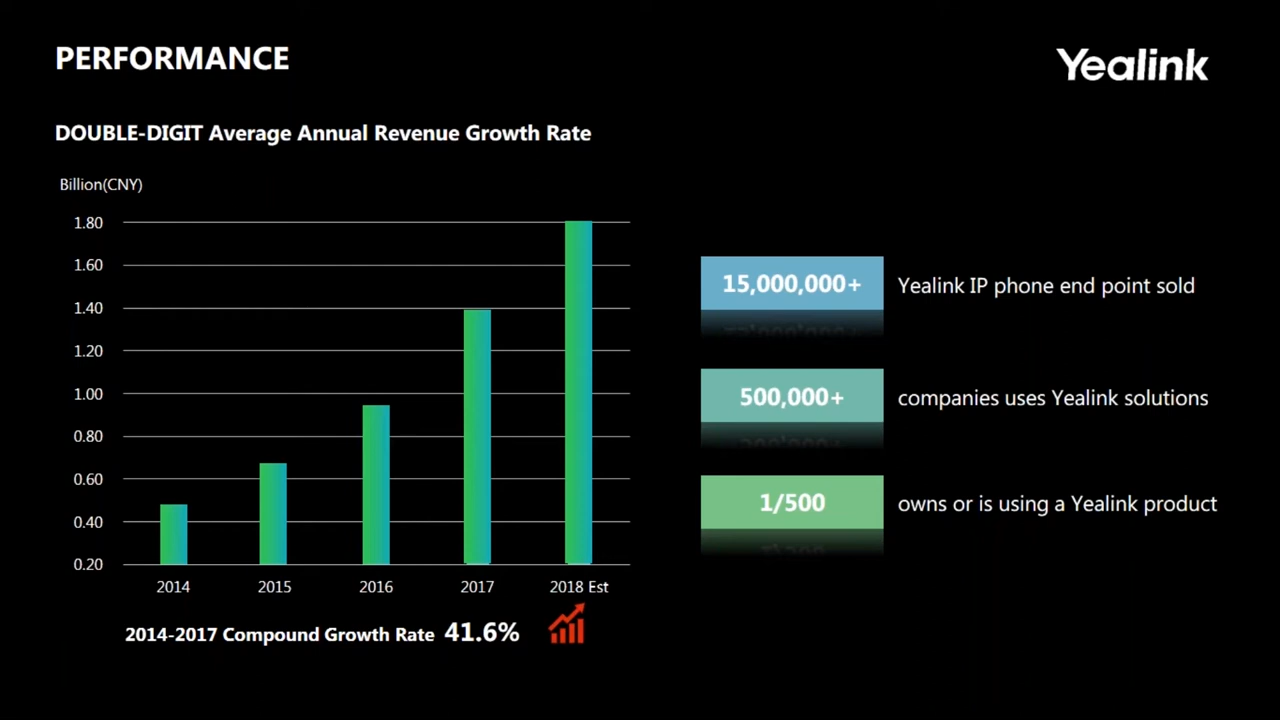 PERFORMANCE
Yealink
DOUBLE-DIGIT Average Annual Revenue Growth Rate
Billion(CNY)
1.80
1.60
1.40
1.20
1.00
0.80
0.60
0.40
0.20
2014 2015 2016 2017 2018 Est
2014-2017 Compound Growth Rate 41.6%
15,000,000+ Yealink IP phone end point sold
500,000+ companies uses Yealink solutions
1/500 owns or is using a Yealink product